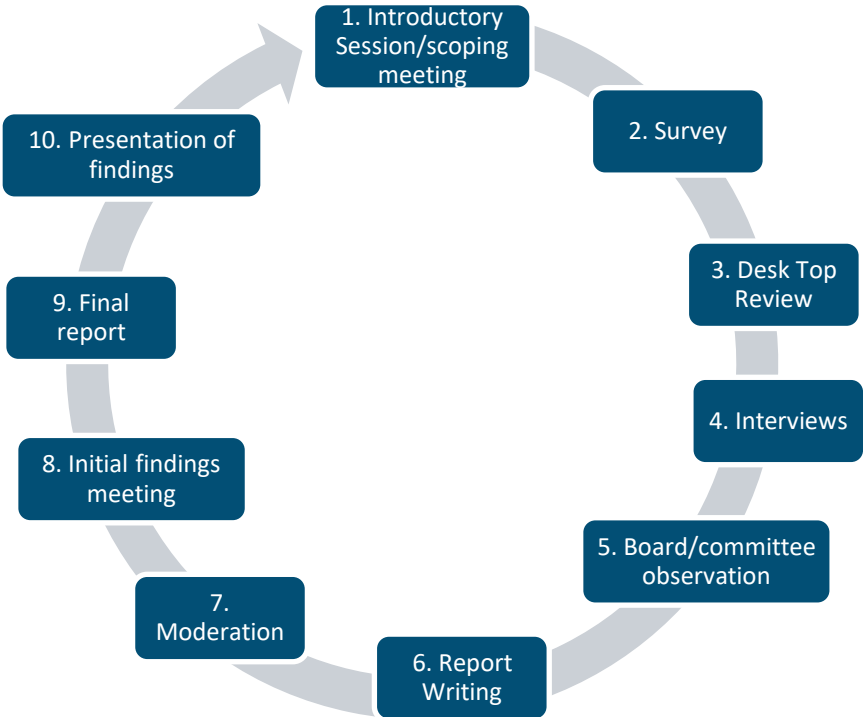 1. Introductory
Session/scoping
meeting
2. Survey
3. Desk Top
Review
4. Interviews
5. Board/committee
observation
6. Report
Writing
7.
Moderation
8. Initial findings
meeting
9. Final
report
10. Presentation of
findings